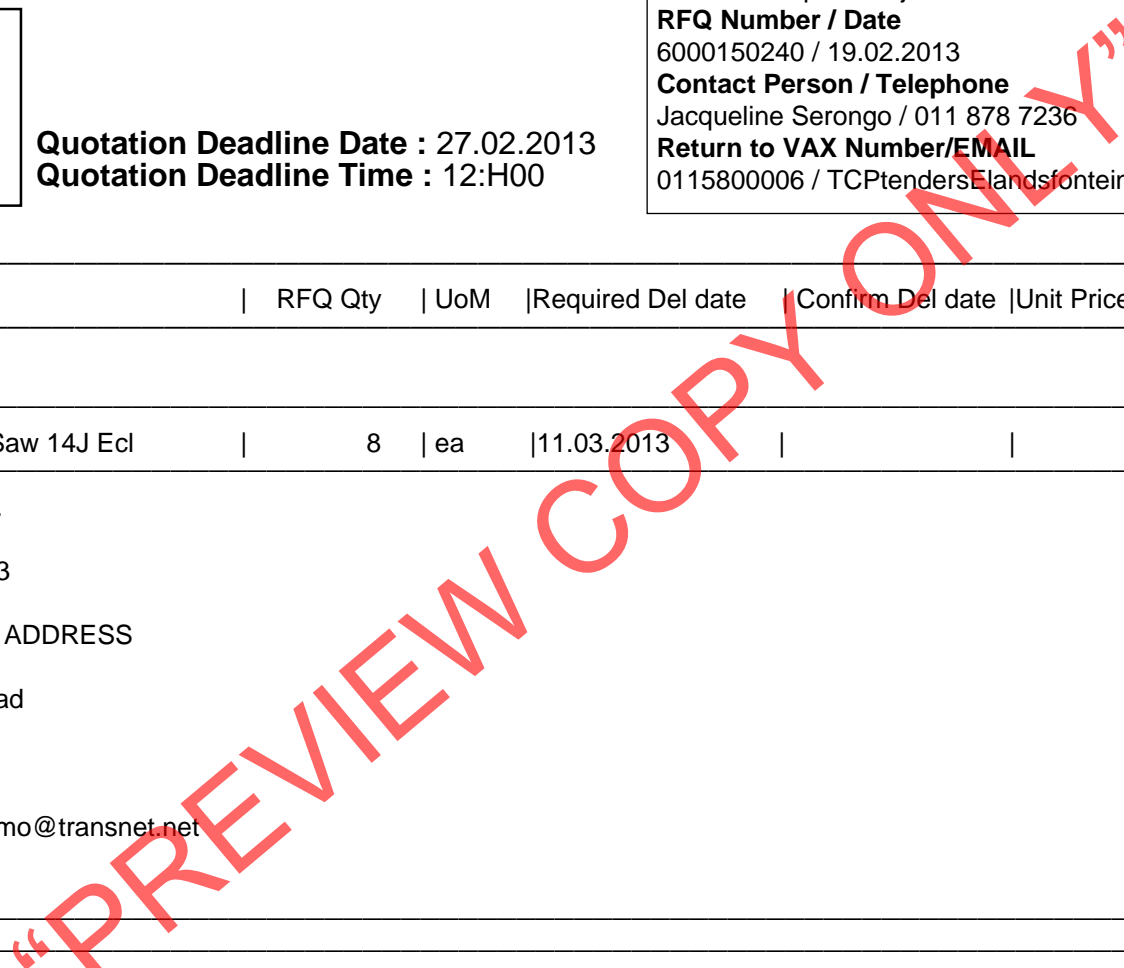 RFQ Number / Date
6000150240 / 19.02.2013
Contact Person / Telephone
Jacqueline Serongo / 011 878 7236
Return to VAX Number/EMAIL
0115800006 / TCPtendersElandsfontein
Quotation Deadline Date : 27.02.2013
Quotation Deadline Time : 12:H00
| RFQ Qty | UoM |Required Del date | Confirm Del date |Unit Price
Saw 14J Ecl | 8 | ea |11.03.2013 | |
3
ADDRESS
ad
mo@transnet.net
“PREVIEW COPY ONLY”